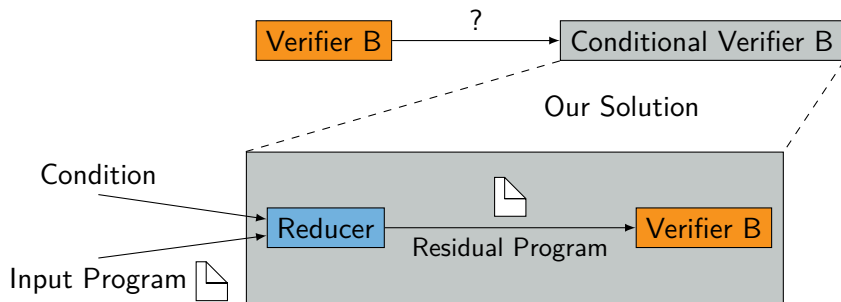 ?
Verifier B
Conditional Verifier B
Our Solution
Condition
Reducer
Residual Program
Verifier B
Input Program